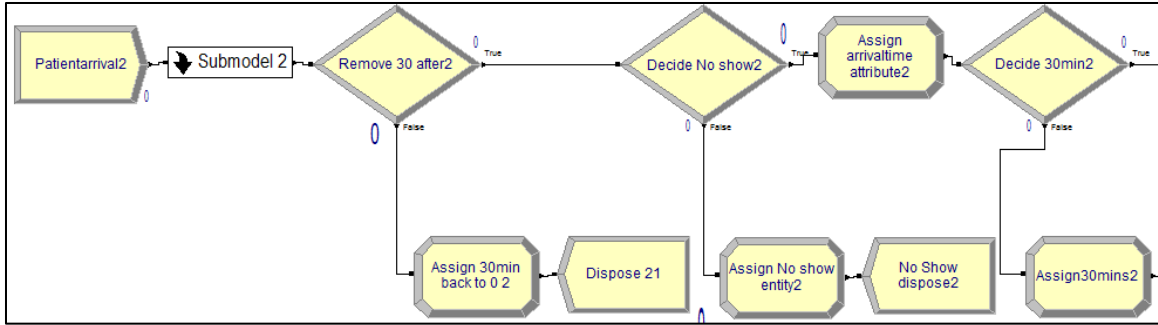 Patientarrival2
0
Submodel 2
Remove 30 after2
0
True
0
False
Decide No show2
0
True
0
False
Assign
arrivaltime
attribute2
Decide 30min2
True
0
False
Assign 30min
back to 0 2
Dispose 21
Assign No show
entity2
0
No Show
dispose2
Assign30mins2